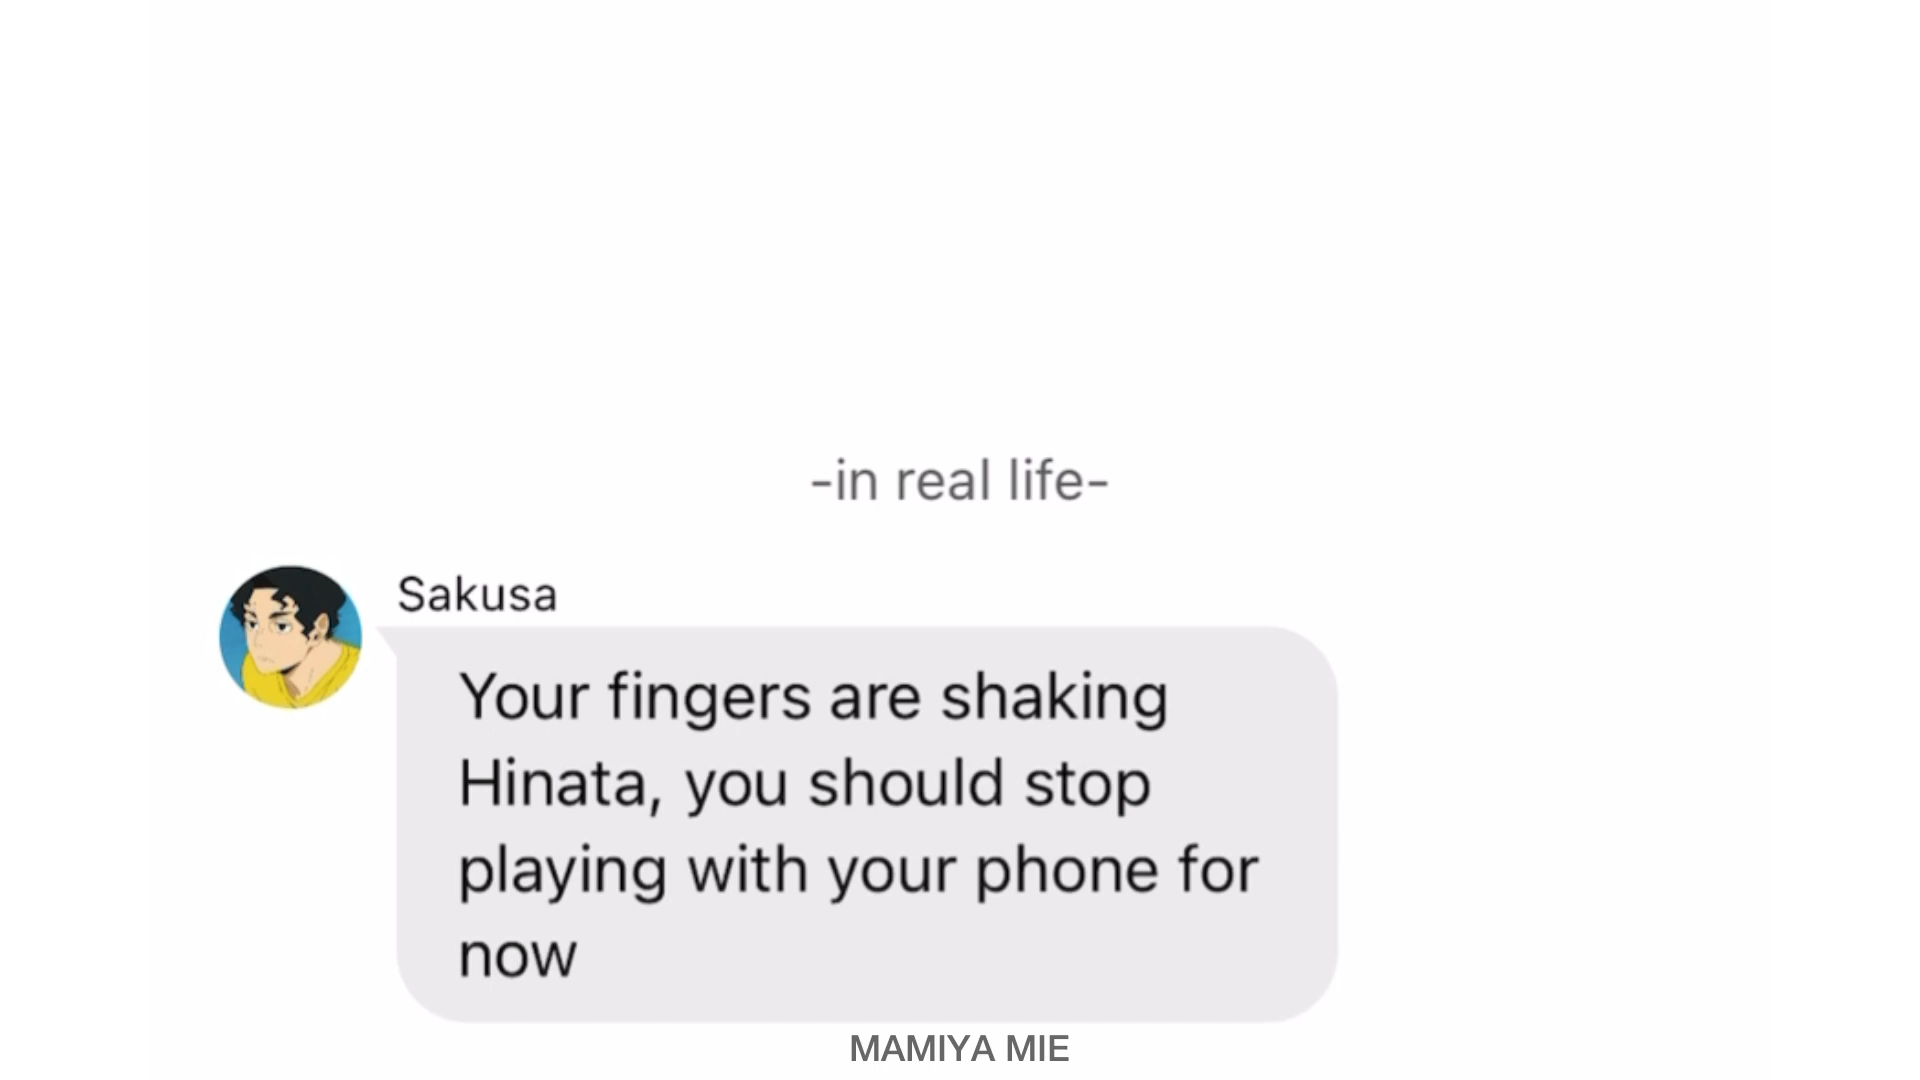 -in real life-
Sakusa
Your fingers are shaking
Hinata, you should stop
playing with your phone for
now
MAMIYA MIE